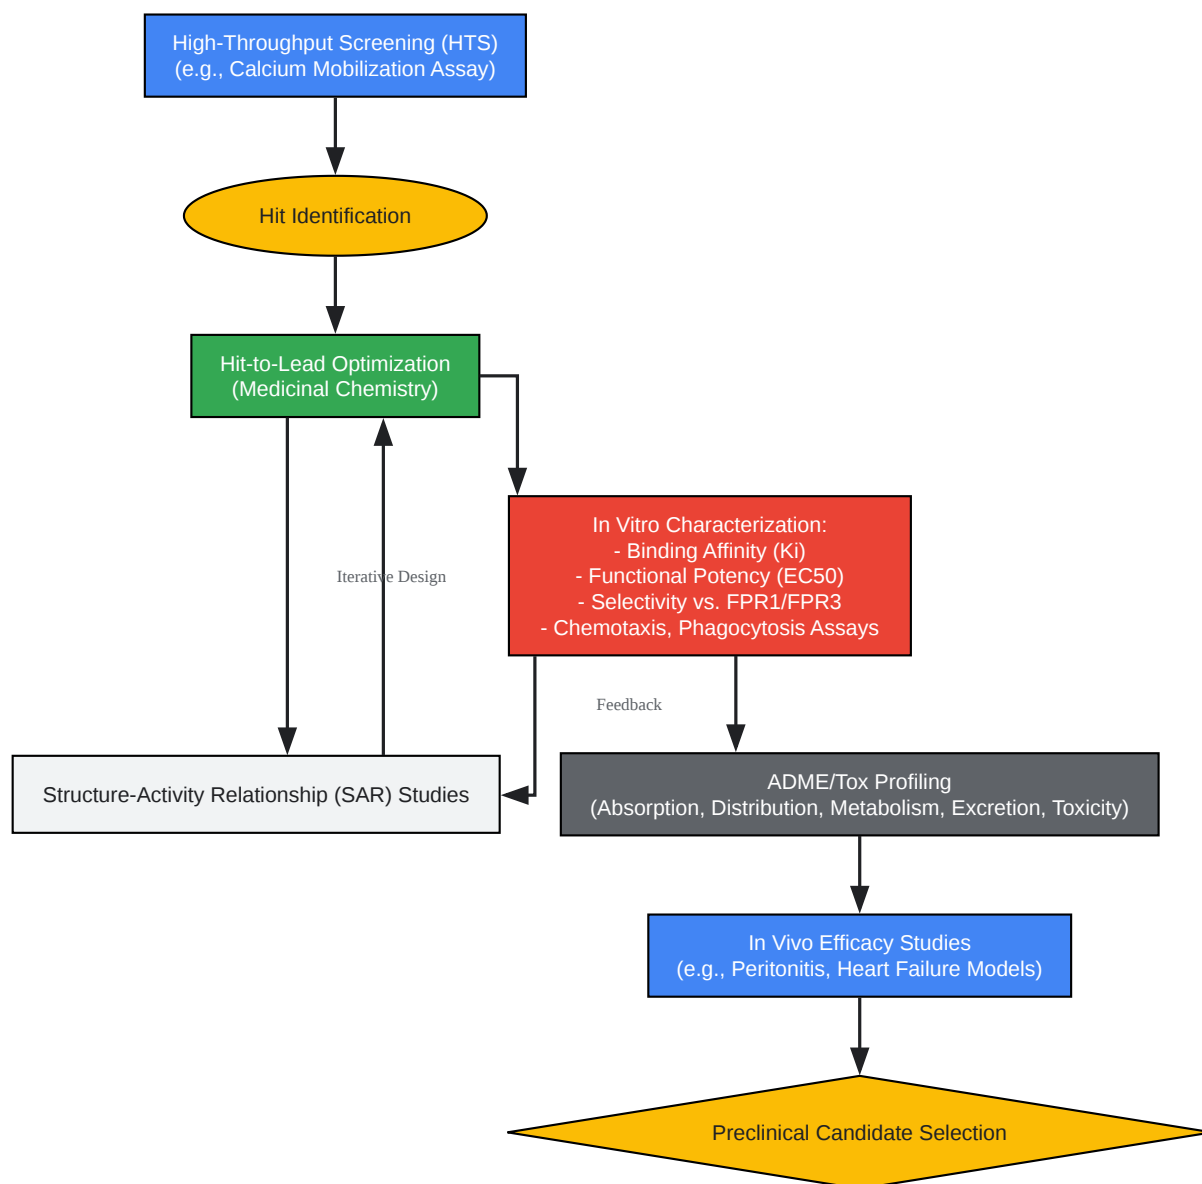 High-Throughput Screening (HTS)
(e.g., Calcium Mobilization Assay)
Hit Identification
Hit-to-Lead Optimization
(Medicinal Chemistry)
In Vitro Characterization:
- Binding Affinity (Ki)
- Functional Potency (EC50)
- Selectivity vs. FPR1/FPR3
- Chemotaxis, Phagocytosis Assays
Iterative Design
Feedback
Structure-Activity Relationship (SAR) Studies
ADME/Tox Profiling
(Absorption, Distribution, Metabolism, Excretion, Toxicity)
In Vivo Efficacy Studies
(e.g., Peritonitis, Heart Failure Models)
Preclinical Candidate Selection